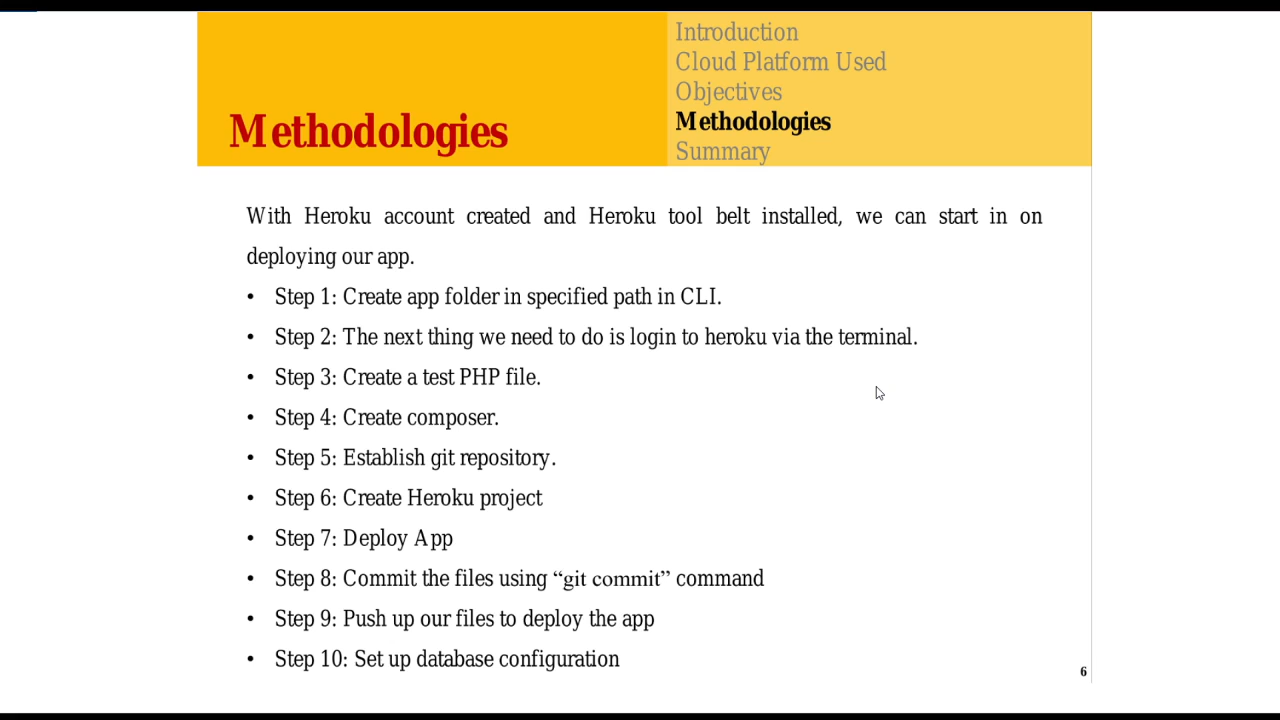 Methodologies
Introduction
Cloud Platform Used
Objectives
Methodologies
Summary
With Heroku account created and Heroku tool belt installed, we can start in on
deploying our app.
• Step 1: Create app folder in specified path in CLI.
• Step 2: The next thing we need to do is login to heroku via the terminal.
• Step 3: Create a test PHP file.
• Step 4: Create composer.
• Step 5: Establish git repository.
• Step 6: Create Heroku project
• Step 7: Deploy App
• Step 8: Commit the files using “git commit” command
• Step 9: Push up our files to deploy the app
• Step 10: Set up database configuration
6